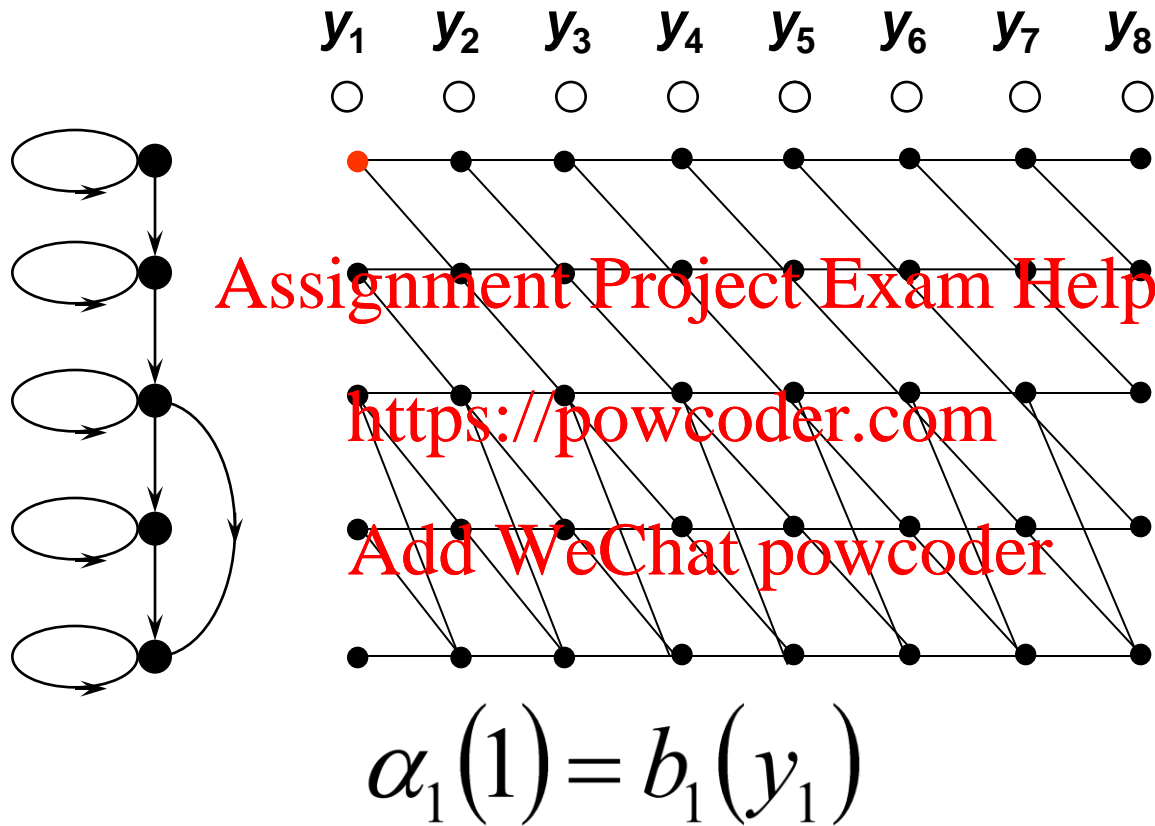 y₁ y₂ y₃ y₄ y₅ y₆ y₇ y₈
Assignment Project Exam Help
https://powcoder.com
Add WeChat powcoder
α₁(1) = b₁(y₁)